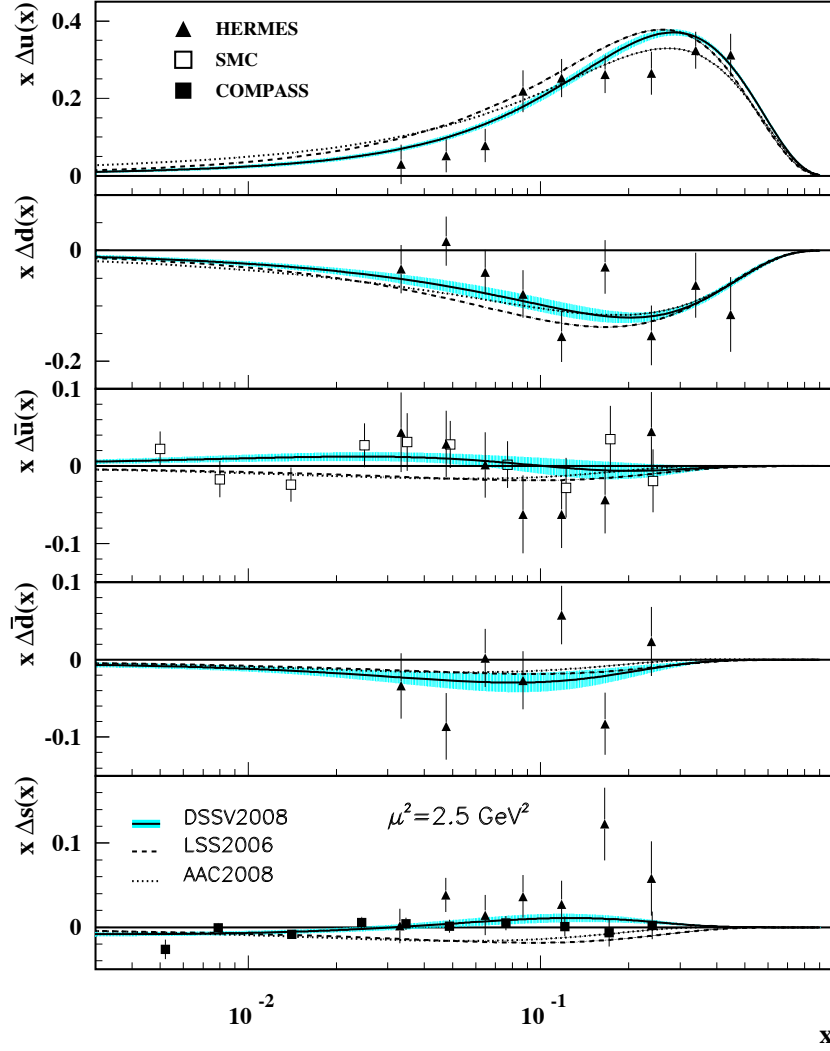 x Δu(x)
0.4
0.2
0
▲ HERMES
□ SMC
■ COMPASS
x Δd(x)
0
-0.2
x Δū(x)
0.1
0
-0.1
x Δd̄(x)
0.1
0
-0.1
x Δs(x)
0.1
0
DSSV2008
LSS2006
AAC2008
μ²=2.5 GeV²
10⁻²
10⁻¹
x